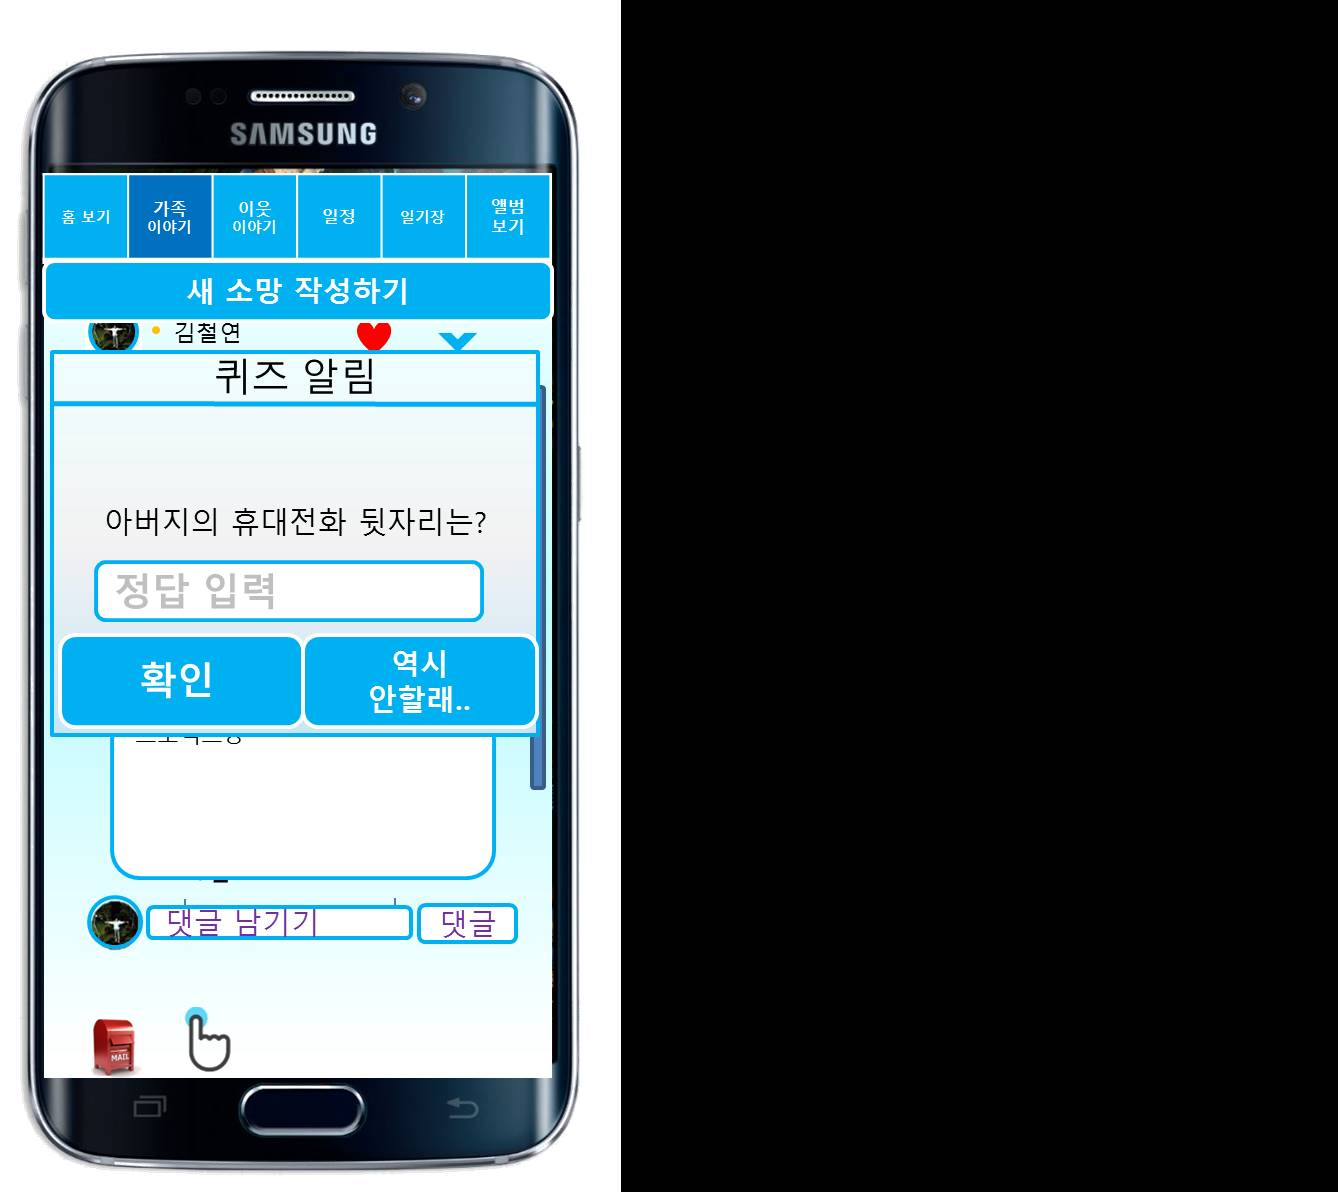 SAMSUNG
홈 보기
가족
이야기
이웃
이야기
일정
일기장
앨범
보기
새 소망 작성하기
김철연
퀴즈 알림
아버지의 휴대전화 뒷자리는?
정답 입력
확인
역시
안할래..
댓글 남기기
댓글
MAIL